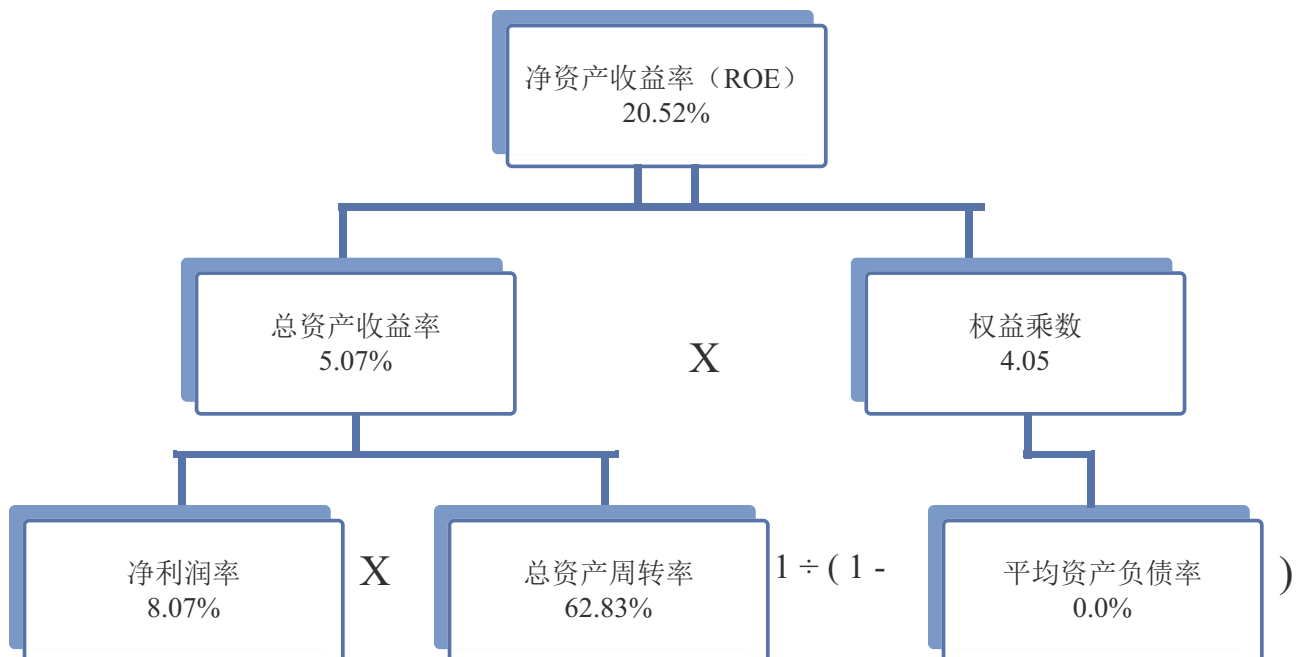 净资产收益率（ROE）
20.52%
总资产收益率
5.07%
X
权益乘数
4.05
净利润率
8.07%
X
总资产周转率
62.83%
1 ÷ ( 1 -
平均资产负债率
0.0%
)